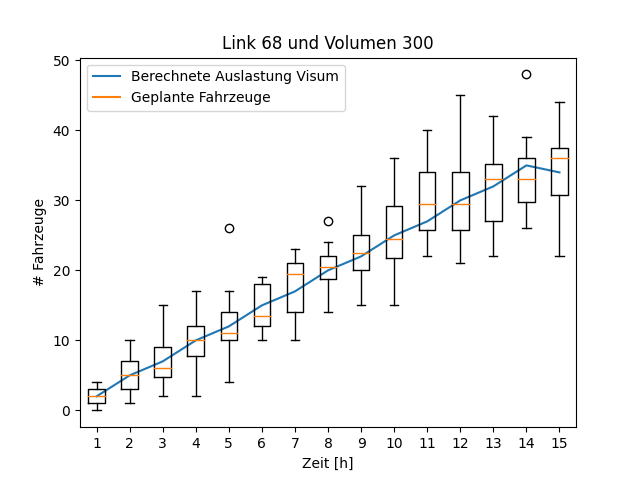 Link 68 und Volumen 300
Berechnete Auslastung Visum
Geplante Fahrzeuge
# Fahrzeuge
50
40
30
20
10
0
1 2 3 4 5 6 7 8 9 10 11 12 13 14 15
Zeit [h]